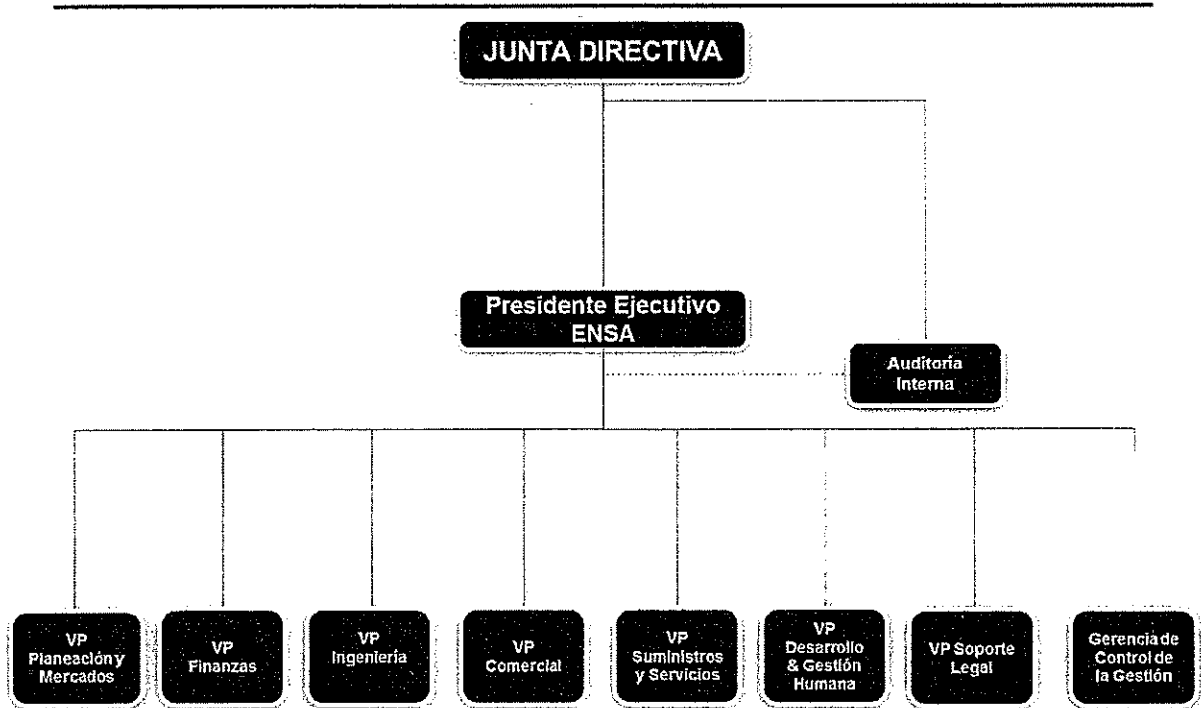 JUNTA DIRECTIVA
Presidente Ejecutivo
ENSA
Auditoria
Interna
VP
Planeación y
Mercados
VP
Finanzas
VP
Ingeniería
VP
Comercial
VP
Suministros
y Servicios
VP
Desarrollo
& Gestión
Humana
VP Soporte
Legal
Gerencia de
Control de
la Gestión